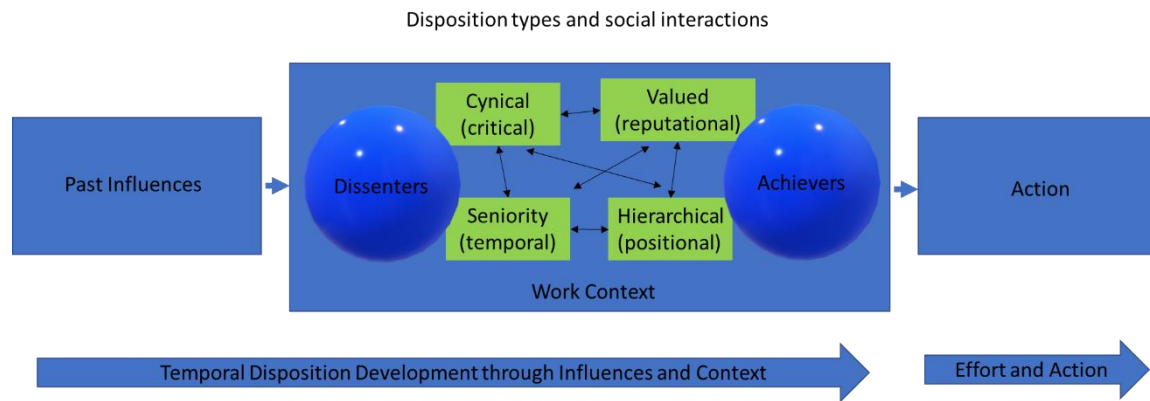 Disposition types and social interactions
Past Influences
Dissenters
Cynical
(critical)
Valued
(reputational)
Seniority
(temporal)
Hierarchical
(positional)
Achievers
Work Context
Action
Temporal Disposition Development through Influences and Context
Effort and Action